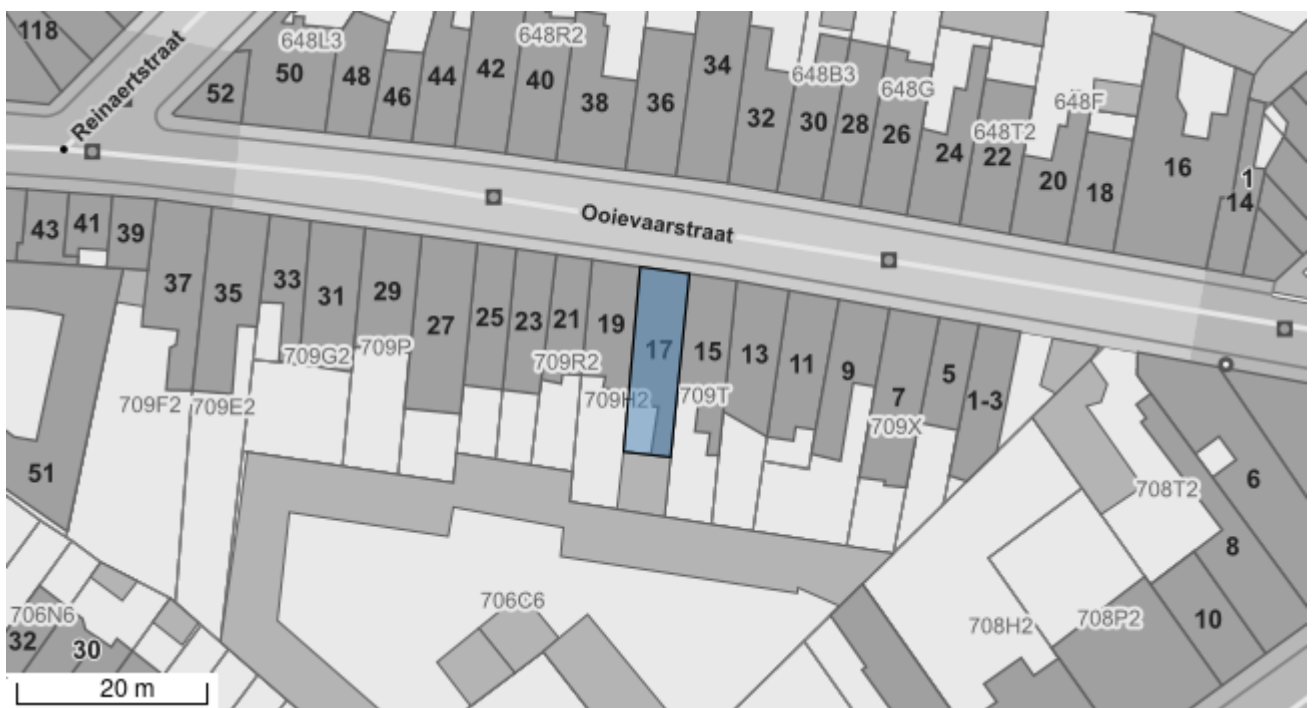 118
648L3
50
48
46
44
42
648R2
40
38
36
34
32
648B3
30
28
26
648G
24
648T2
22
648F
20
18
16
1
14
52
Reinaertstraat
Ooievaarstraat
43
41
39
37
35
33
31
29
27
25
23
21
19
17
15
13
11
9
7
5
1-3
709F2
709E2
709G2
709P
709R2
709H2
709T
709X
51
708T2
6
8
10
708P2
708H2
706C6
706N6
32
30
20 m